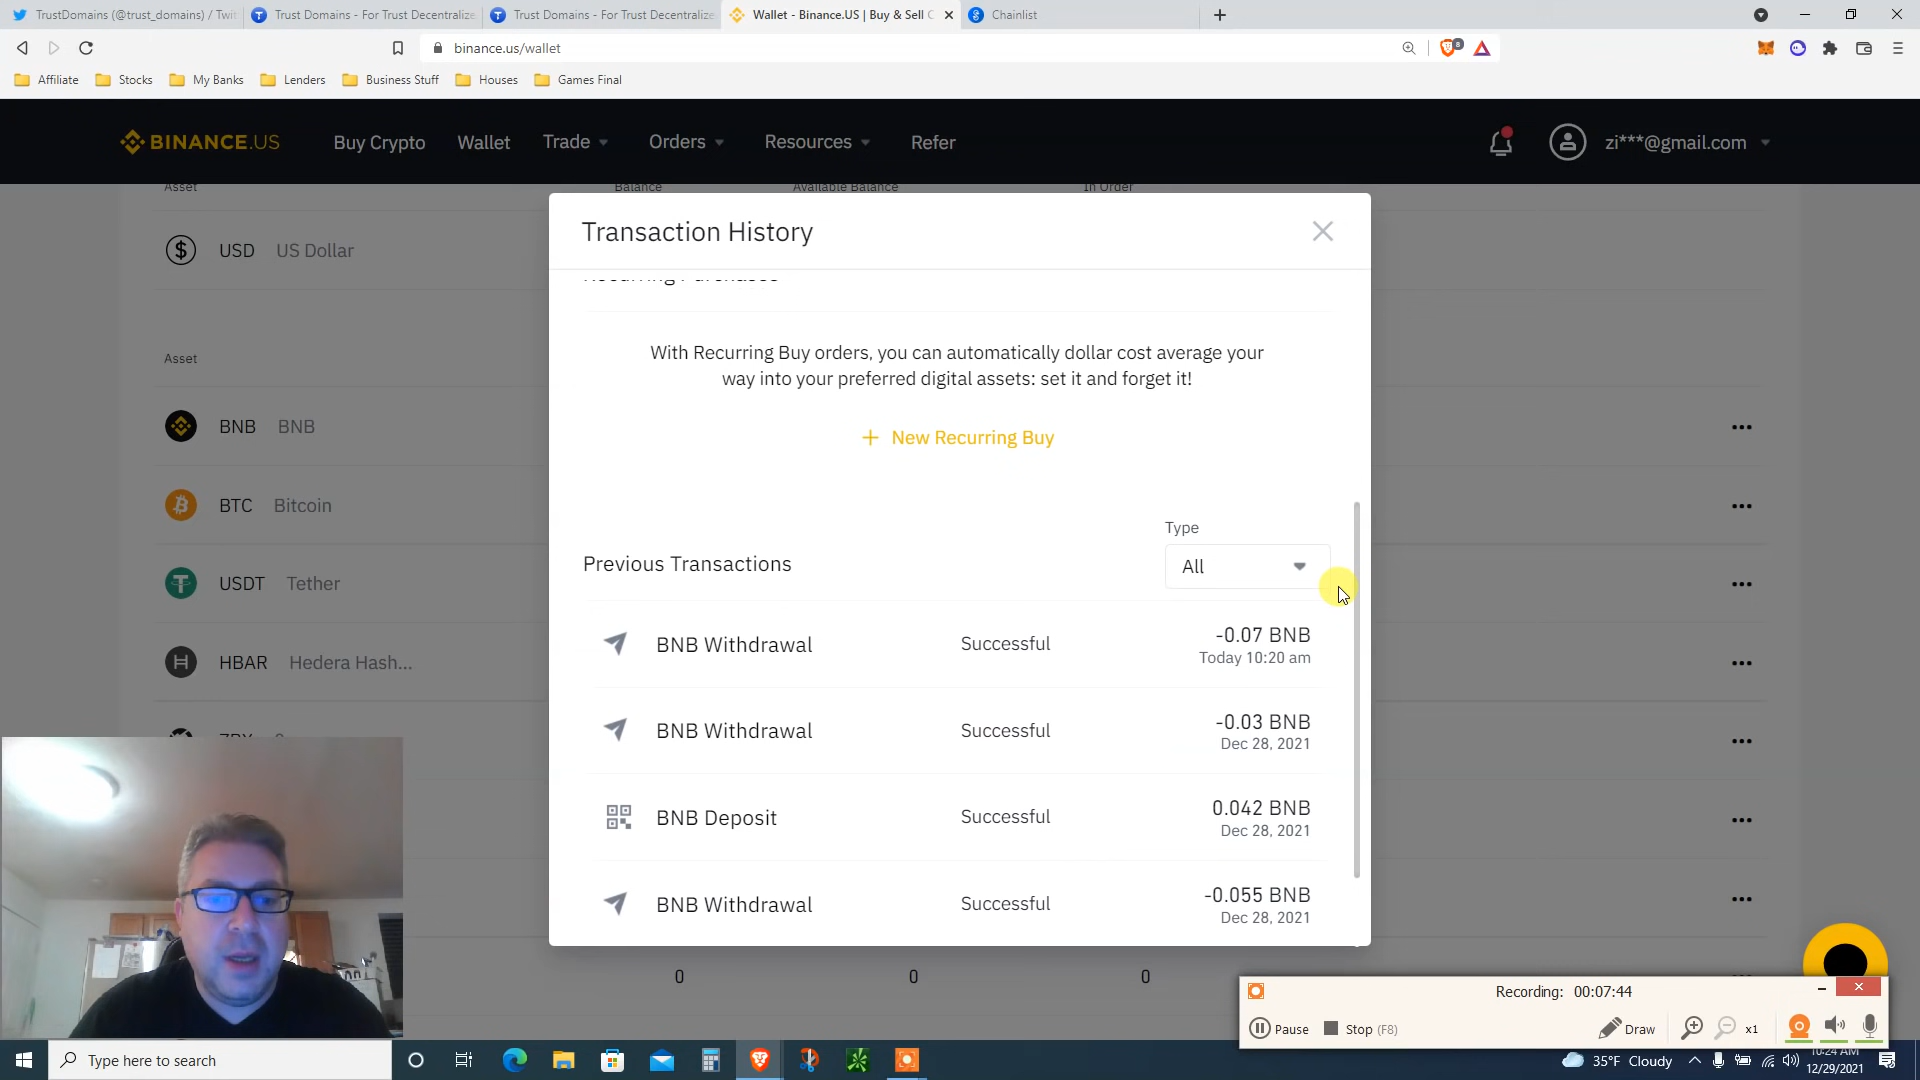 TrustDomains (@trust_domains) / Twit
Trust Domains - For Trust Decentralize
Trust Domains - For Trust Decentralize
Wallet - Binance.US | Buy & Sell C
Chainlist
binance.us/wallet
8
Affiliate
Stocks
My Banks
Lenders
Business Stuff
Houses
Games Final
BINANCE.US
Buy Crypto
Wallet
Trade
Orders
Resources
Refer
zi***@gmail.com
Asset
Balance
Available Balance
In Order
Transaction History
USD US Dollar
Recurring Purchases
Asset
With Recurring Buy orders, you can automatically dollar cost average your
way into your preferred digital assets: set it and forget it!
BNB BNB
+ New Recurring Buy
BTC Bitcoin
Type
Previous Transactions
All
USDT Tether
BNB Withdrawal
Successful
-0.07 BNB
Today 10:20 am
HBAR Hedera Hash...
BNB Withdrawal
Successful
-0.03 BNB
Dec 28, 2021
BNB Deposit
Successful
0.042 BNB
Dec 28, 2021
BNB Withdrawal
Successful
-0.055 BNB
Dec 28, 2021
0
0
0
Recording: 00:07:44
Pause
Stop (F8)
Draw
x1
Type here to search
35°F Cloudy
10:24 AM
12/29/2021